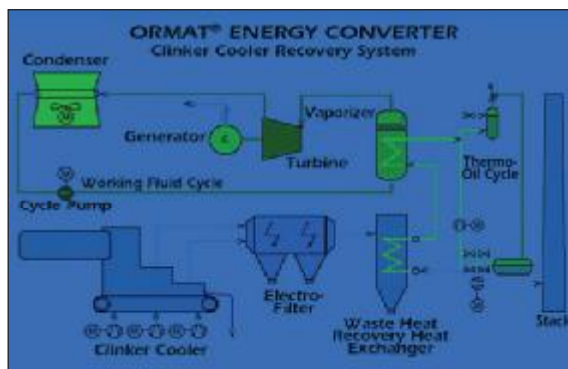 ORMAT® ENERGY CONVERTER
Clinker Cooler Recovery System
Condenser
Vaporizer
Generator
Turbine
Thermo-
Oil Cycle
Working Fluid Cycle
Cycle Pump
Electro-
Filter
Waste Heat
Recovery Heat
Exchanger
Stack
Clinker Cooler